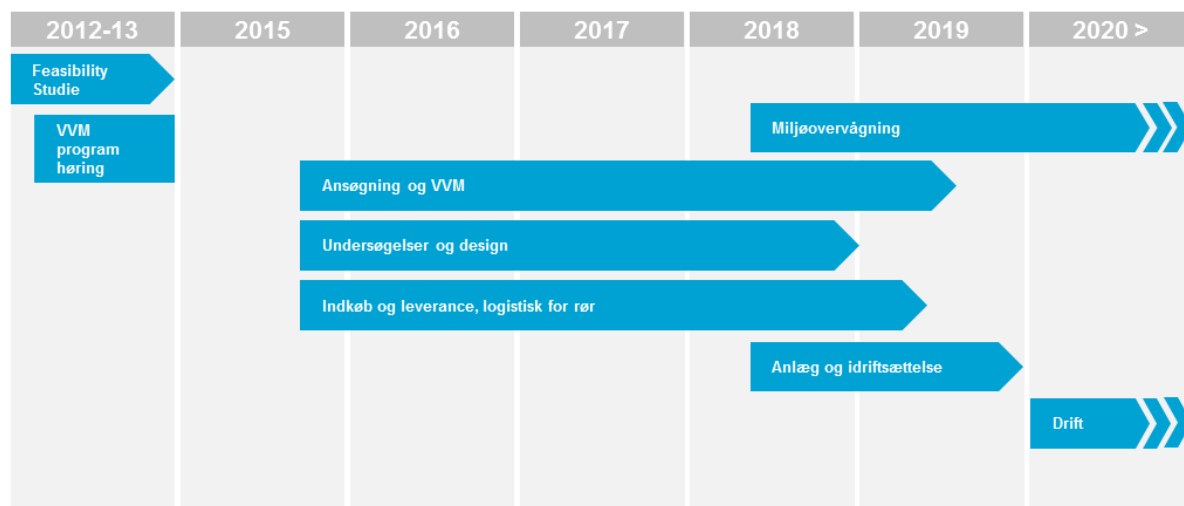 2012-13
2015
2016
2017
2018
2019
2020 >
Feasibility
Studie
VVM
program
høring
Miljøovervågning
Ansøgning og VVM
Undersøgelser og design
Indkøb og leverance, logistisk for rør
Anlæg og idriftsættelse
Drift